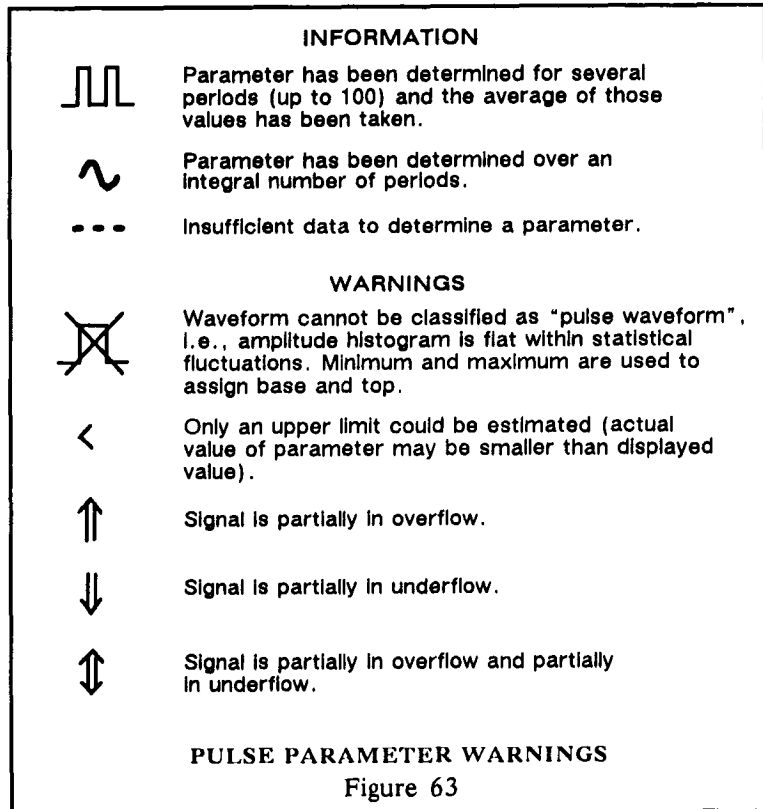 INFORMATION
Parameter has been determined for several
periods (up to 100) and the average of those
values has been taken.
Parameter has been determined over an
integral number of periods.
Insufficient data to determine a parameter.
WARNINGS
Waveform cannot be classified as "pulse waveform",
i.e., amplitude histogram is flat within statistical
fluctuations. Minimum and maximum are used to
assign base and top.
< Only an upper limit could be estimated (actual
value of parameter may be smaller than displayed
value).
⇑ Signal is partially in overflow.
⇓ Signal is partially in underflow.
⇕ Signal is partially in overflow and partially
in underflow.
PULSE PARAMETER WARNINGS
Figure 63